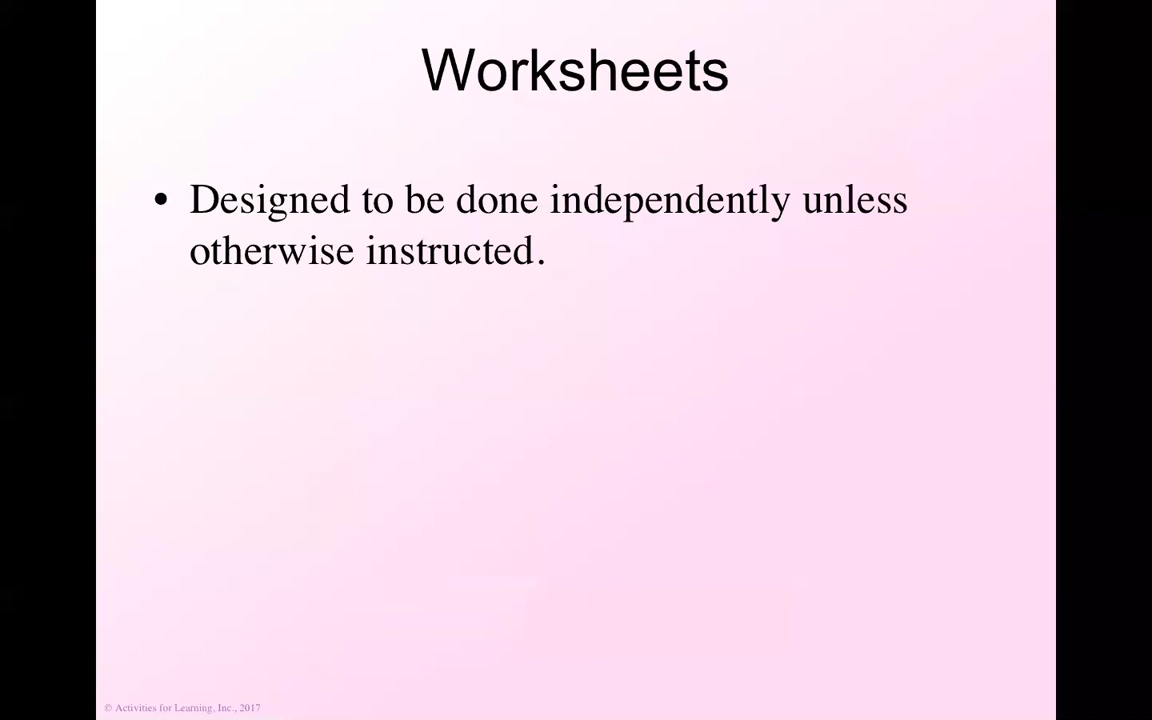 Worksheets
• Designed to be done independently unless
otherwise instructed.
© Activities for Learning, Inc., 2017